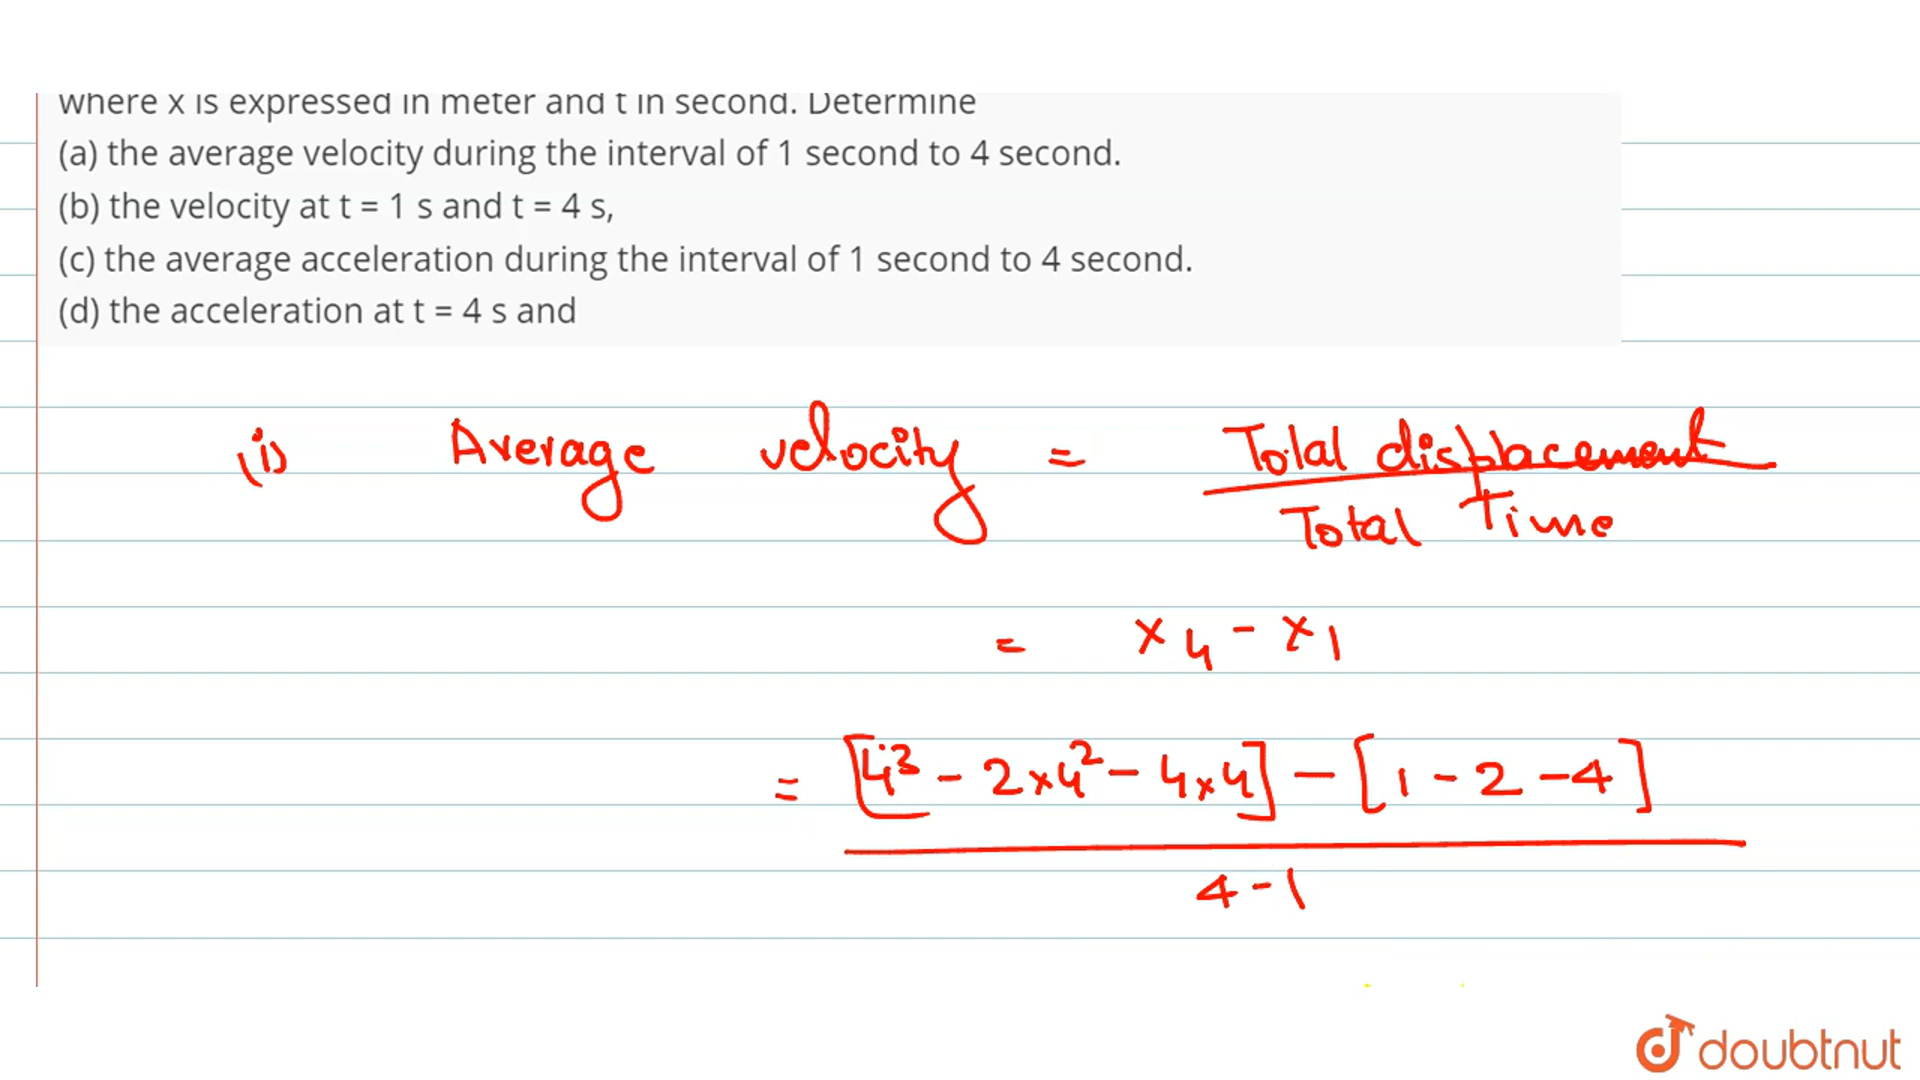 where x is expressed in meter and t in second. Determine
(a) the average velocity during the interval of 1 second to 4 second.
(b) the velocity at t = 1 s and t = 4 s,
(c) the average acceleration during the interval of 1 second to 4 second.
(d) the acceleration at t = 4 s and
(i) Average velocity = Total displacement
Total Time
= x4 - x1
= [4³ - 2×4² - 4×4] - [1 - 2 - 4]
4 - 1
doubtnut